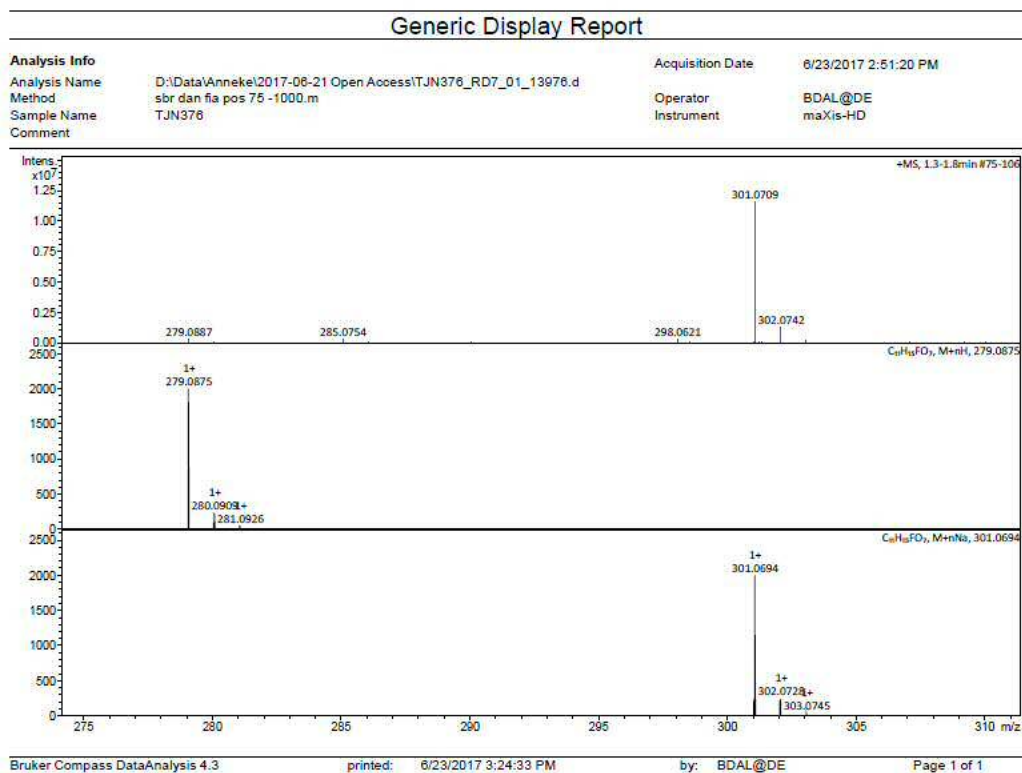 Generic Display Report
Analysis Info
Acquisition Date 6/23/2017 2:51:20 PM
Analysis Name D:\Data\Anneke\2017-06-21 Open Access\TJN376_RD7_01_13976.d
Method sbr dan fia pos 75 -1000.m
Operator BDAL@DE
Sample Name TJN376
Instrument maXis-HD
Comment
Intens.
x10⁷
+MS, 1.3-1.8min #75-106
1.25
301.0709
1.00
0.75
0.50
0.25
302.0742
279.0887 285.0754 298.0621
0.00
2500
C₁₁H₁₅FO₇, M+nH, 279.0875
1+
279.0875
2000
1500
1000
1+
500
280.0909 1+
281.0926
0
2500
C₁₁H₁₅FO₇, M+nNa, 301.0694
1+
301.0694
2000
1500
1000
1+
500
302.0728 1+
303.0745
0
275 280 285 290 295 300 305 310 m/z
Bruker Compass DataAnalysis 4.3 printed: 6/23/2017 3:24:33 PM by: BDAL@DE Page 1 of 1